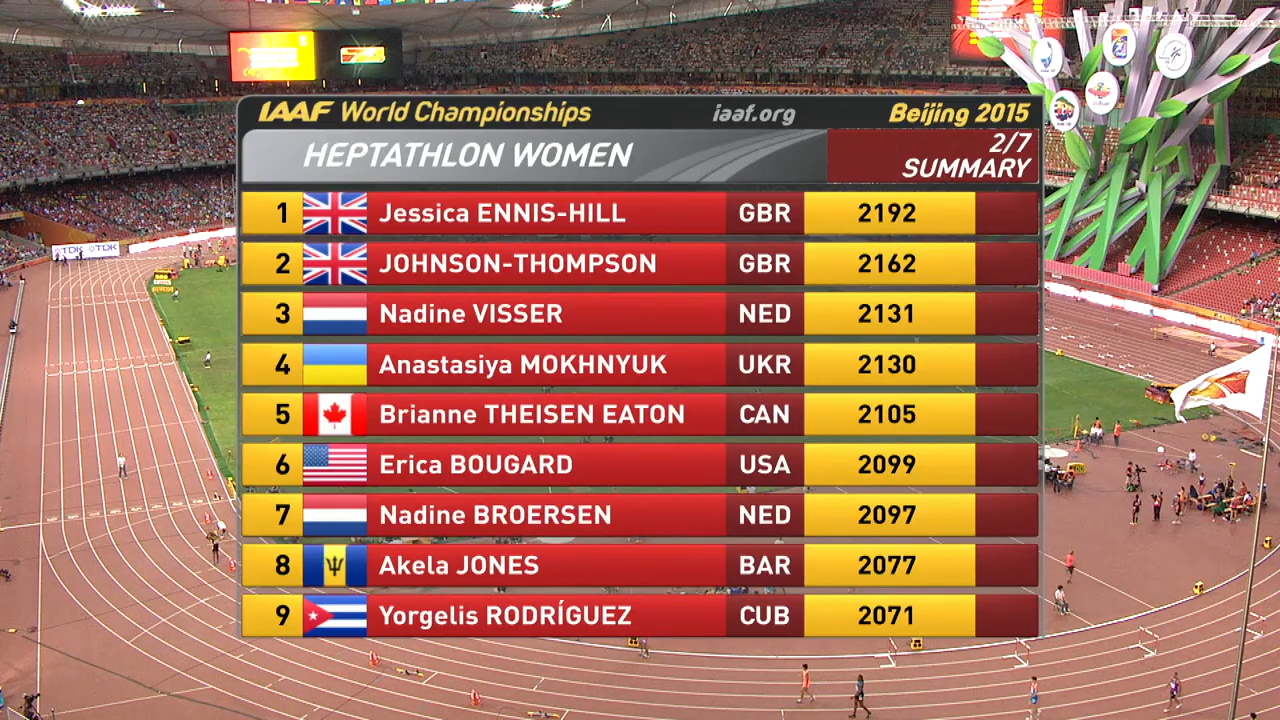 IAAF World Championships iaaf.org Beijing 2015
HEPTATHLON WOMEN 2/7 SUMMARY
1 Jessica ENNIS-HILL GBR 2192
2 JOHNSON-THOMPSON GBR 2162
3 Nadine VISSER NED 2131
4 Anastasiya MOKHNYUK UKR 2130
5 Brianne THEISEN EATON CAN 2105
6 Erica BOUGARD USA 2099
7 Nadine BROERSEN NED 2097
8 Akela JONES BAR 2077
9 Yorgelis RODRÍGUEZ CUB 2071
TDK TDK